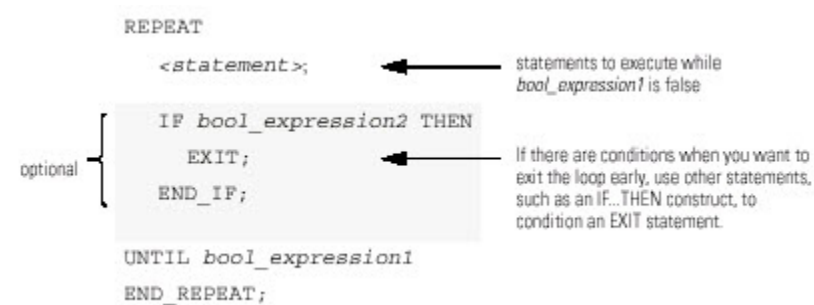 REPEAT
<statement>;
statements to execute while
bool_expression1 is false
optional
IF bool_expression2 THEN
EXIT;
END_IF;
If there are conditions when you want to
exit the loop early, use other statements,
such as an IF...THEN construct, to
condition an EXIT statement.
UNTIL bool_expression1
END_REPEAT;